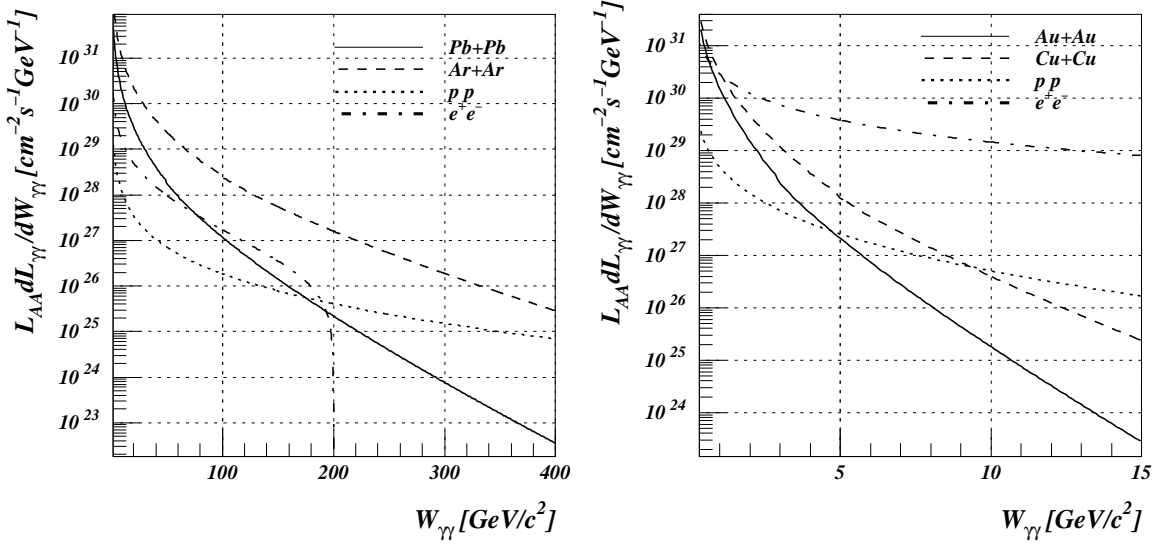 L_AA dL_γγ/dW_γγ [cm^−2 s^−1 GeV^−1]
10^31
10^30
10^29
10^28
10^27
10^26
10^25
10^24
10^23
Pb+Pb
Ar+Ar
p p
e^+e^−
100
200
300
400
W_γγ [GeV/c^2]
L_AA dL_γγ/dW_γγ [cm^−2 s^−1 GeV^−1]
10^31
10^30
10^29
10^28
10^27
10^26
10^25
10^24
Au+Au
Cu+Cu
p p
e^+e^−
5
10
15
W_γγ [GeV/c^2]